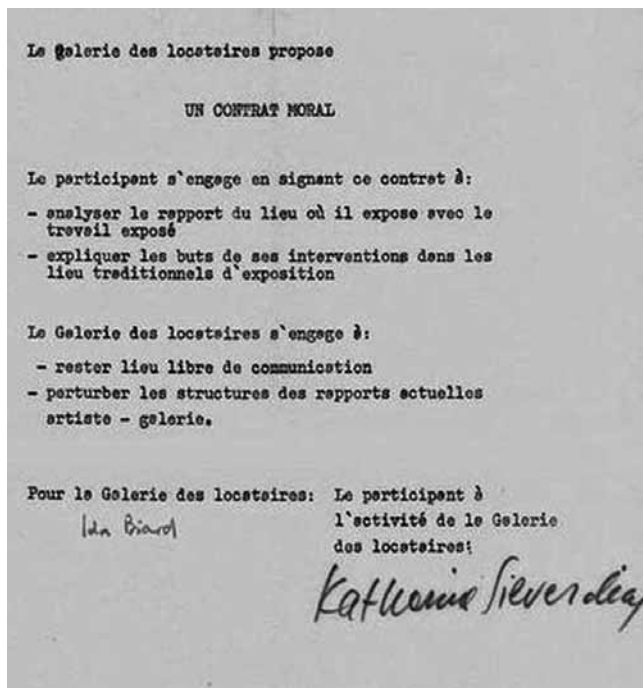 La galerie des locataires propose
UN CONTRAT MORAL
Le participant s'engage en signant ce contrat à:
- analyser le rapport du lieu où il expose avec le
travail exposé
- expliquer les buts de ses interventions dans les
lieu traditionnels d'exposition
La Galerie des locataires s'engage à:
- rester lieu libre de communication
- perturber les structures des rapports actuelles
artiste - galerie.
Pour la Galerie des locataires:
Ida Biard
Le participant à
l'activité de la Galerie
des locataires:
Katharina Sieverding